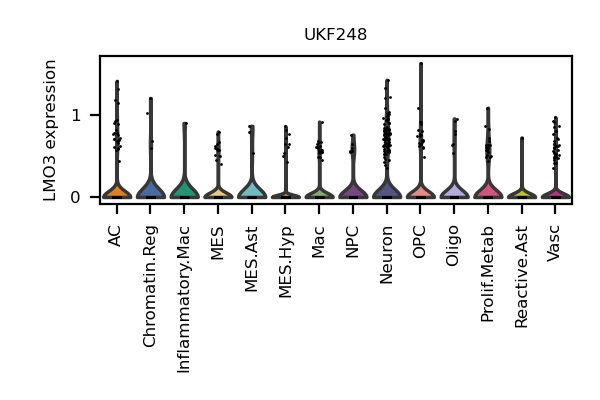 UKF248
LMO3 expression
1
0
AC
Chromatin.Reg
Inflammatory.Mac
MES
MES.Ast
MES.Hyp
Mac
NPC
Neuron
OPC
Oligo
Prolif.Metab
Reactive.Ast
Vasc